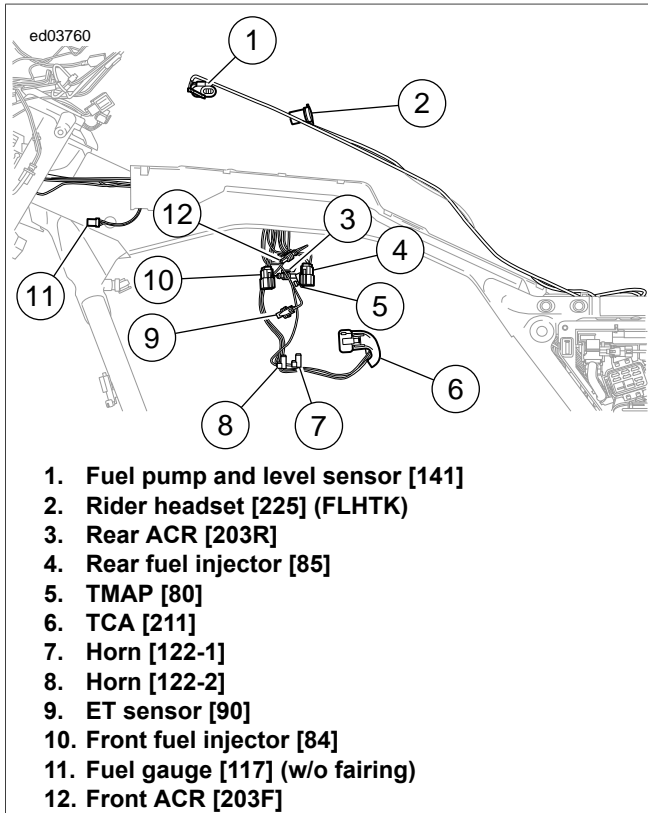 ed03760
1
2
12
3
4
10
5
11
9
6
8
7
1. Fuel pump and level sensor [141]
2. Rider headset [225] (FLHTK)
3. Rear ACR [203R]
4. Rear fuel injector [85]
5. TMAP [80]
6. TCA [211]
7. Horn [122-1]
8. Horn [122-2]
9. ET sensor [90]
10. Front fuel injector [84]
11. Fuel gauge [117] (w/o fairing)
12. Front ACR [203F]